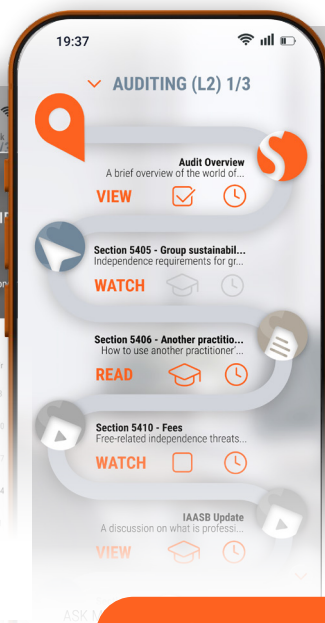 19:37
AUDITING (L2) 1/3
Audit Overview
A brief overview of the world of...
VIEW
Section 5405 - Group sustainabil...
Independence requirements for gr...
WATCH
Section 5406 - Another practitio...
How to use another practitioner'...
READ
Section 5410 - Fees
Free-related independence threats...
WATCH
IAASB Update
A discussion on what is professi...
VIEW
ASK